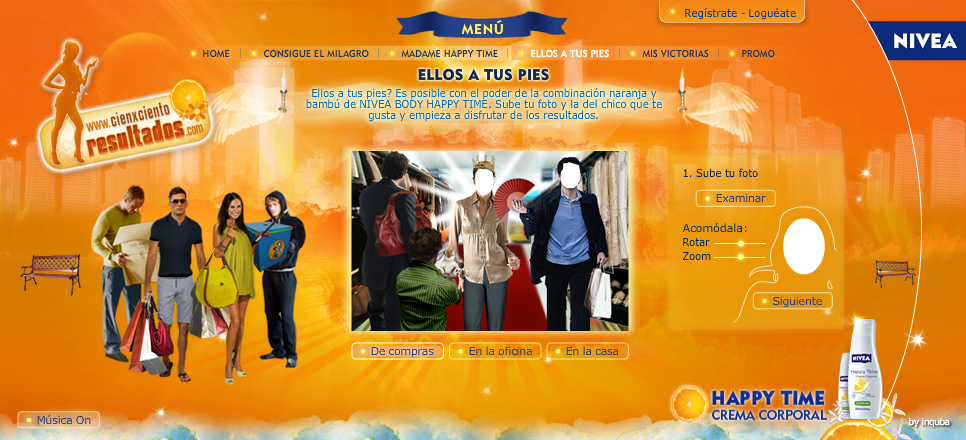 MENÚ
Regístrate - Loguéate
NIVEA
HOME
CONSIGUE EL MILAGRO
MADAME HAPPY TIME
ELLOS A TUS PIES
MIS VICTORIAS
PROMO
ELLOS A TUS PIES
Ellos a tus pies? Es posible con el poder de la combinación naranja y
bambú de NIVEA BODY HAPPY TIME. Sube tu foto y la del chico que te
gusta y empieza a disfrutar de los resultados.
www.cienxciento
resultados.com
1. Sube tu foto
Examinar
Acomódala:
Rotar
Zoom
Siguiente
De compras
En la oficina
En la casa
NIVEA
Happy Time
HAPPY TIME
CREMA CORPORAL
Música On
by Inquba